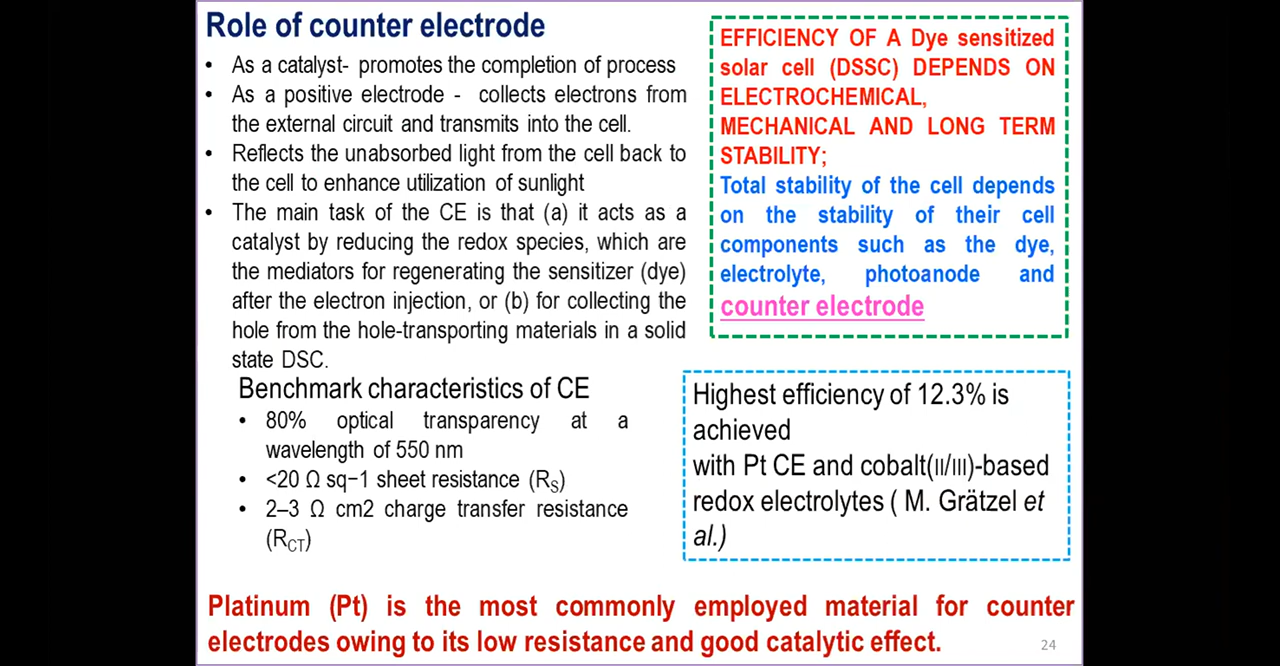 Role of counter electrode
• As a catalyst- promotes the completion of process
• As a positive electrode - collects electrons from
the external circuit and transmits into the cell.
• Reflects the unabsorbed light from the cell back to
the cell to enhance utilization of sunlight
• The main task of the CE is that (a) it acts as a
catalyst by reducing the redox species, which are
the mediators for regenerating the sensitizer (dye)
after the electron injection, or (b) for collecting the
hole from the hole-transporting materials in a solid
state DSC.
Benchmark characteristics of CE
• 80% optical transparency at a
wavelength of 550 nm
• <20 Ω sq−1 sheet resistance (RS)
• 2–3 Ω cm2 charge transfer resistance
(RCT)
EFFICIENCY OF A Dye sensitized
solar cell (DSSC) DEPENDS ON
ELECTROCHEMICAL,
MECHANICAL AND LONG TERM
STABILITY;
Total stability of the cell depends
on the stability of their cell
components such as the dye,
electrolyte, photoanode and
counter electrode
Highest efficiency of 12.3% is
achieved
with Pt CE and cobalt(II/III)-based
redox electrolytes ( M. Grätzel et
al.)
Platinum (Pt) is the most commonly employed material for counter
electrodes owing to its low resistance and good catalytic effect.
24